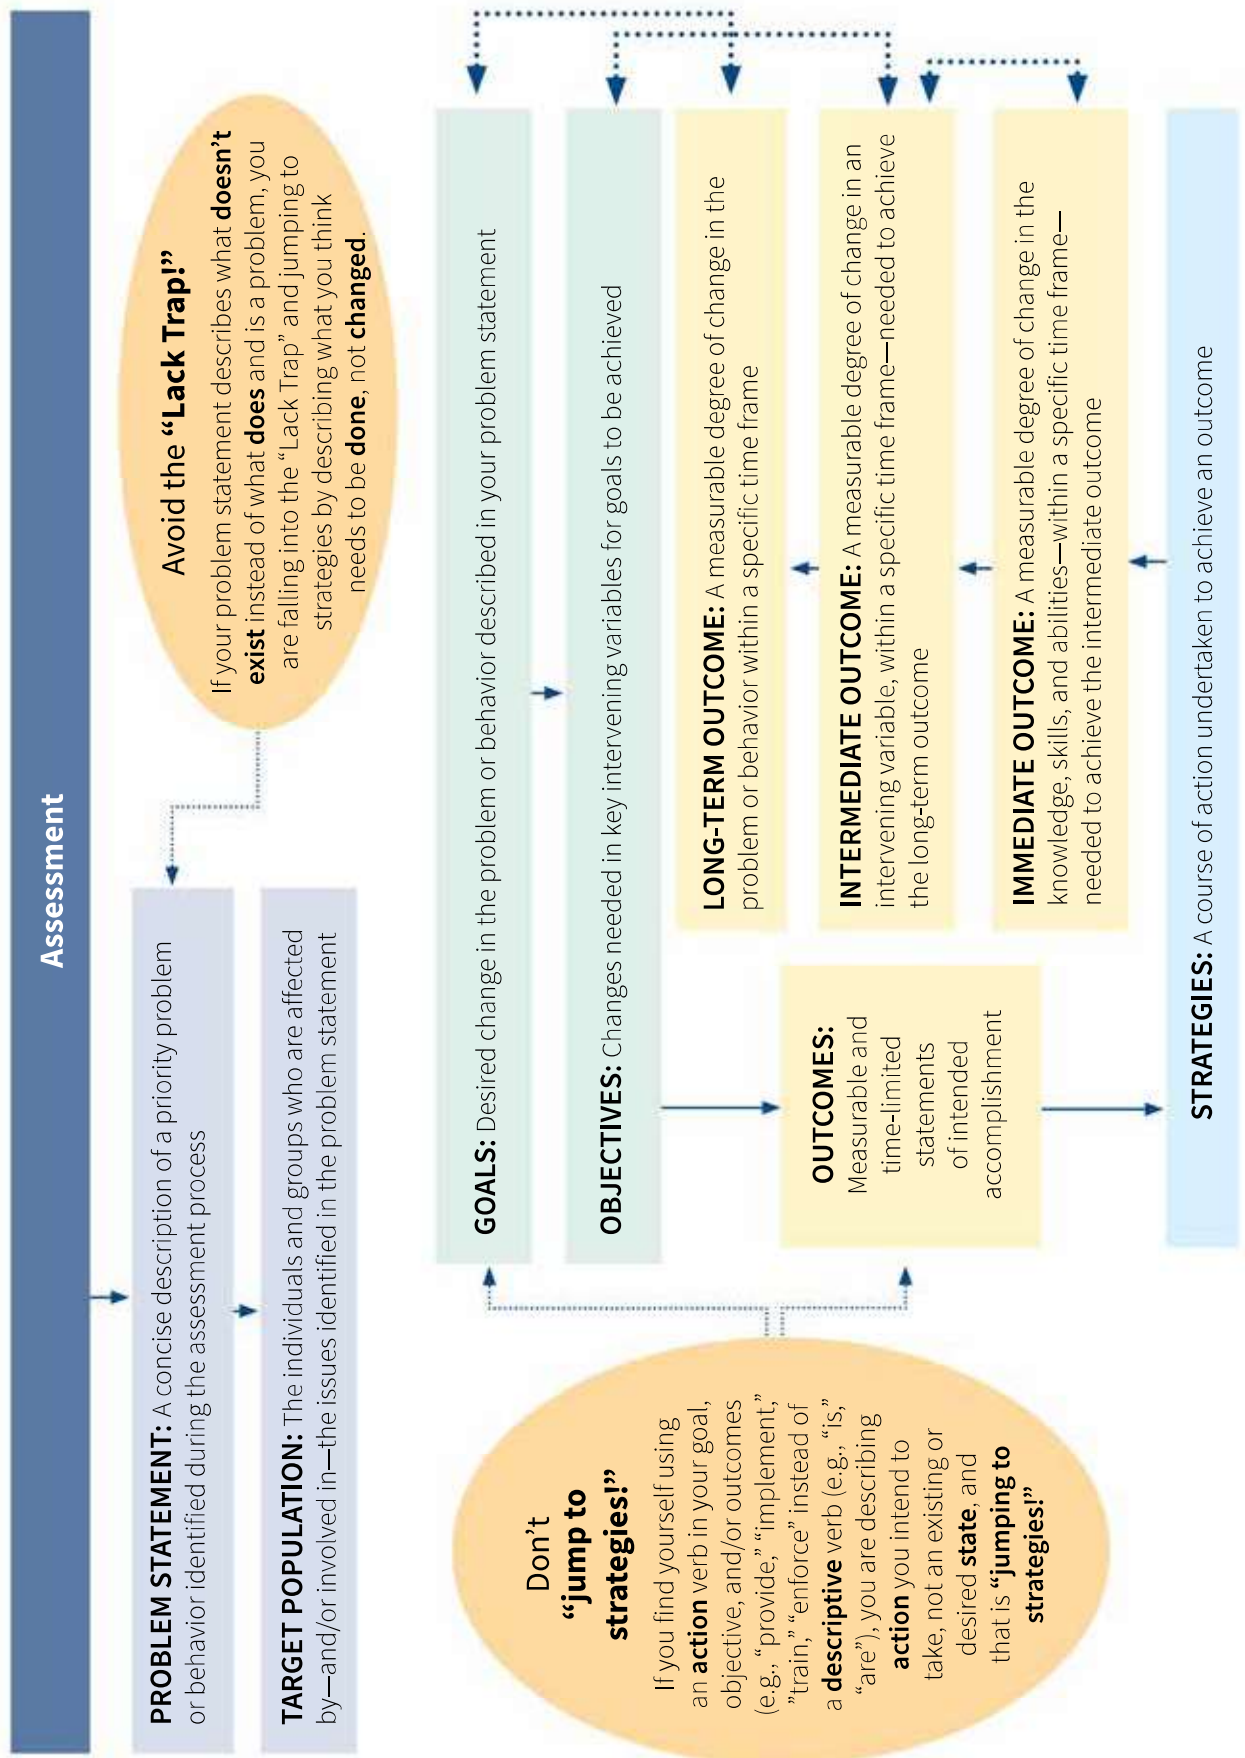 Assessment
PROBLEM STATEMENT: A concise description of a priority problem
or behavior identified during the assessment process
TARGET POPULATION: The individuals and groups who are affected
by—and/or involved in—the issues identified in the problem statement
Avoid the “Lack Trap!”
If your problem statement describes what doesn’t
exist instead of what does and is a problem, you
are falling into the “Lack Trap” and jumping to
strategies by describing what you think
needs to be done, not changed.
Don’t
“jump to
strategies!”
If you find yourself using
an action verb in your goal,
objective, and/or outcomes
(e.g., “provide,” “implement,”
”train,” “enforce” instead of
a descriptive verb (e.g., “is,”
“are”), you are describing
action you intend to
take, not an existing or
desired state, and
that is “jumping to
strategies!”
GOALS: Desired change in the problem or behavior described in your problem statement
OBJECTIVES: Changes needed in key intervening variables for goals to be achieved
OUTCOMES:
Measurable and
time-limited
statements
of intended
accomplishment
LONG-TERM OUTCOME: A measurable degree of change in the
problem or behavior within a specific time frame
INTERMEDIATE OUTCOME: A measurable degree of change in an
intervening variable, within a specific time frame—needed to achieve
the long-term outcome
IMMEDIATE OUTCOME: A measurable degree of change in the
knowledge, skills, and abilities—within a specific time frame—
needed to achieve the intermediate outcome
STRATEGIES: A course of action undertaken to achieve an outcome